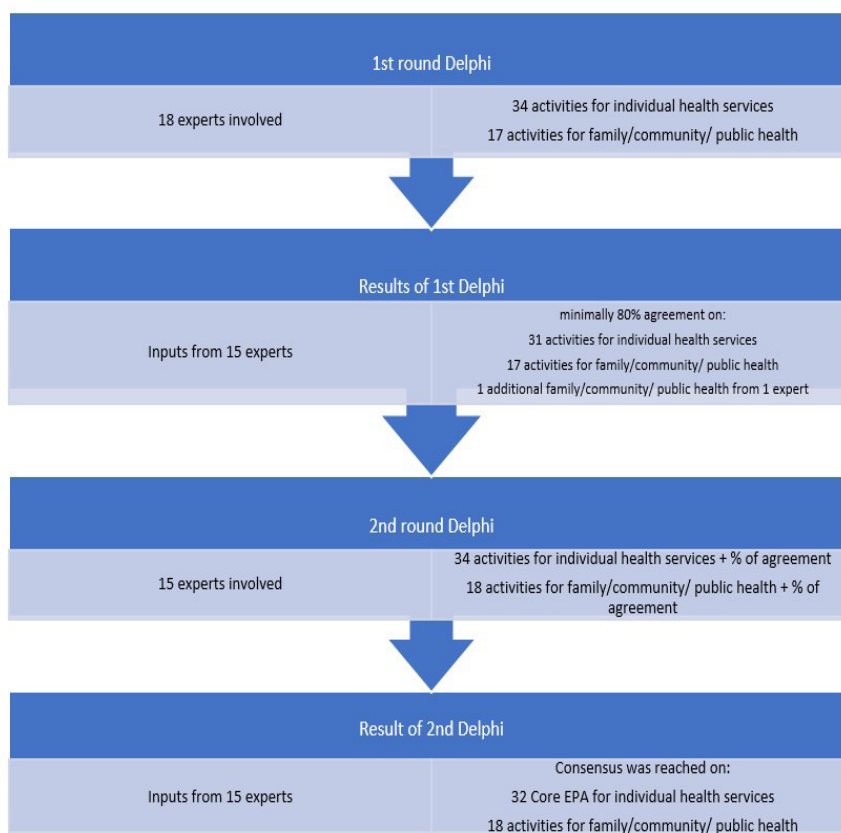 1st round Delphi
18 experts involved
34 activities for individual health services
17 activities for family/community/ public health
Results of 1st Delphi
Inputs from 15 experts
minimally 80% agreement on:
31 activities for individual health services
17 activities for family/community/ public health
1 additional family/community/ public health from 1 expert
2nd round Delphi
15 experts involved
34 activities for individual health services + % of agreement
18 activities for family/community/ public health + % of
agreement
Result of 2nd Delphi
Inputs from 15 experts
Consensus was reached on:
32 Core EPA for individual health services
18 activities for family/community/ public health